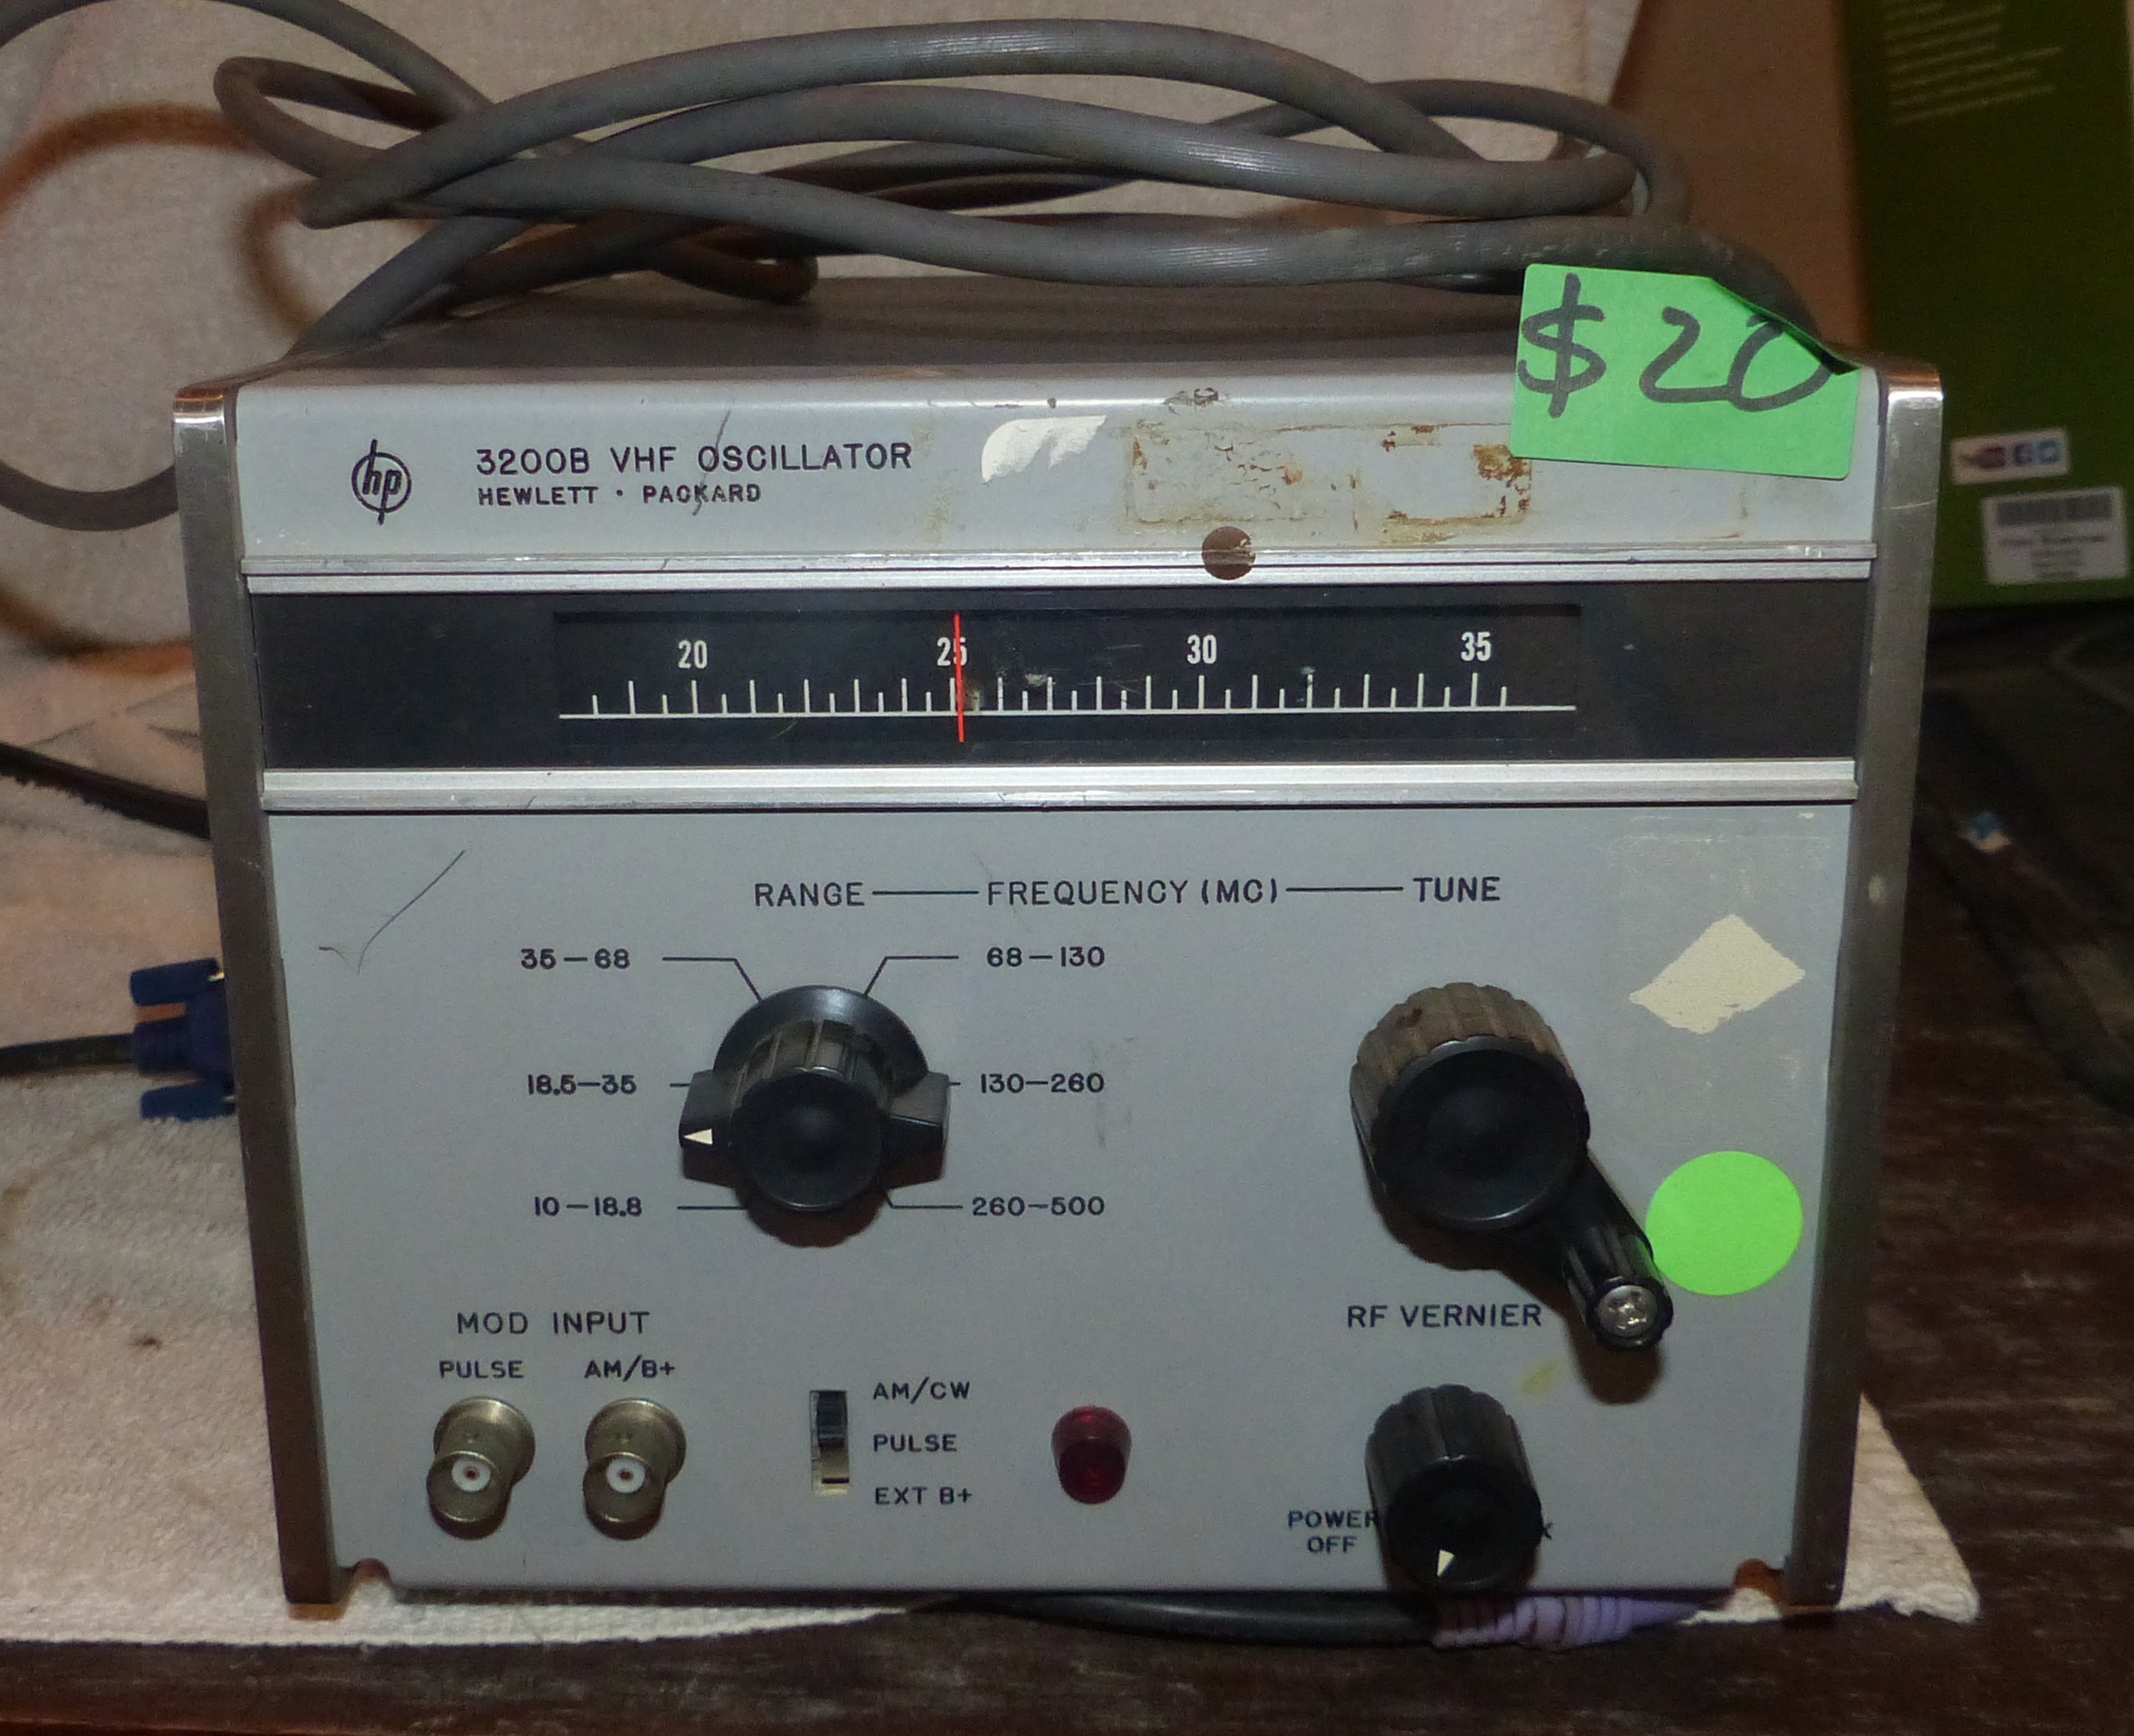 $20
hp
3200B VHF OSCILLATOR
HEWLETT · PACKARD
20 25 30 35
RANGE — FREQUENCY (MC) — TUNE
35–68 68–130
18.5–35 130–260
10–18.8 260–500
MOD INPUT
RF VERNIER
PULSE AM/B+
AM/CW
PULSE
EXT B+
POWER
OFF